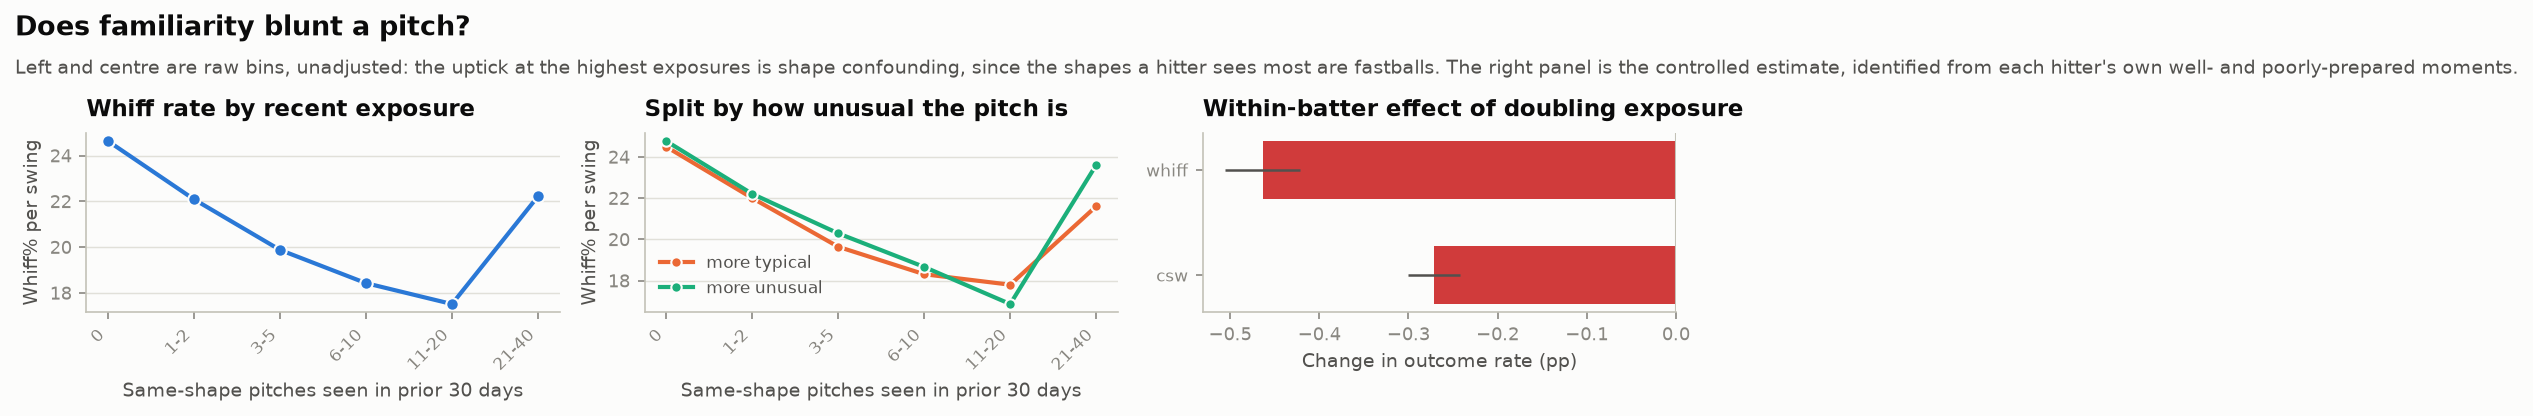 Does familiarity blunt a pitch?
Left and centre are raw bins, unadjusted: the uptick at the highest exposures is shape confounding, since the shapes a hitter sees most are fastballs. The right panel is the controlled estimate, identified from each hitter's own well- and poorly-prepared moments.
Whiff rate by recent exposure
Whiff% per swing
24
22
20
18
0
1-2
3-5
6-10
11-20
21-40
Same-shape pitches seen in prior 30 days
Split by how unusual the pitch is
Whiff% per swing
24
22
20
18
more typical
more unusual
0
1-2
3-5
6-10
11-20
21-40
Same-shape pitches seen in prior 30 days
Within-batter effect of doubling exposure
whiff
csw
−0.5
−0.4
−0.3
−0.2
−0.1
0.0
Change in outcome rate (pp)